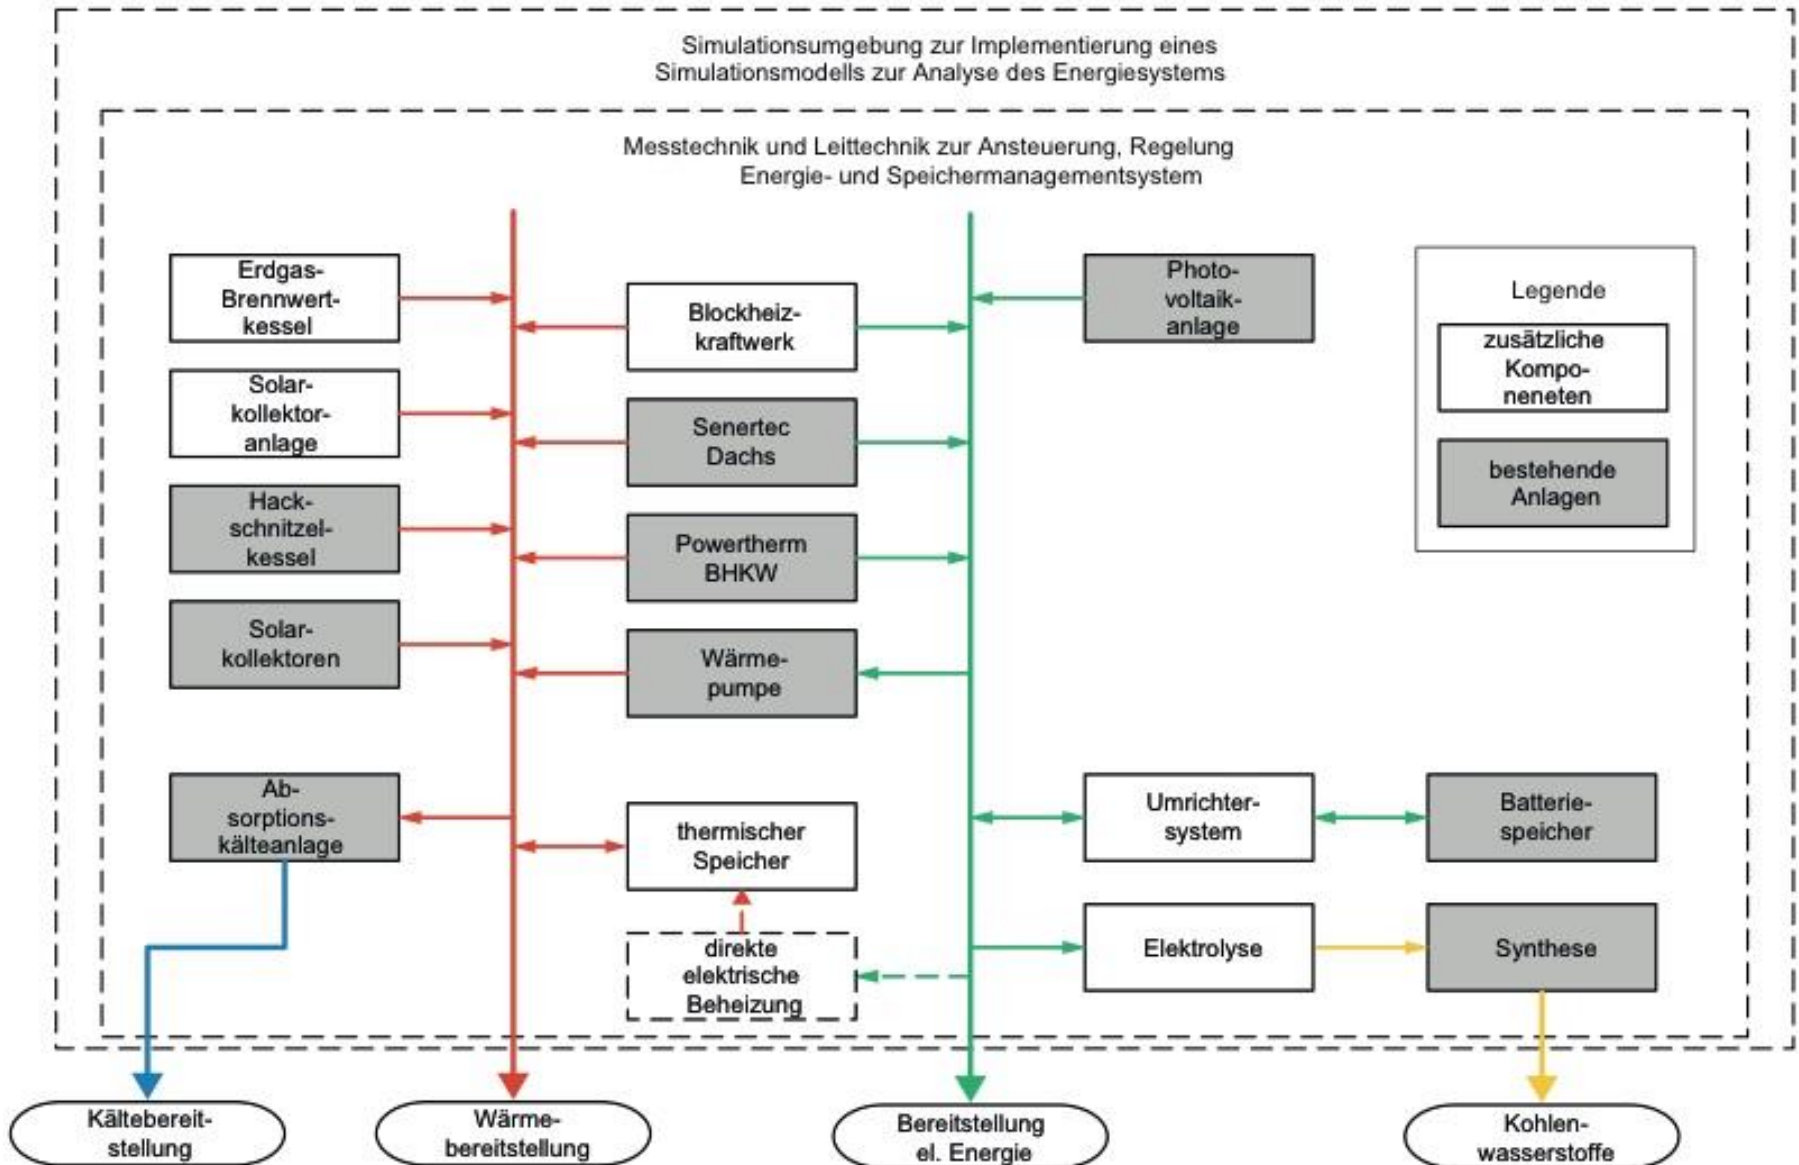 Simulationsumgebung zur Implementierung eines
Simulationsmodells zur Analyse des Energiesystems
Messtechnik und Leittechnik zur Ansteuerung, Regelung
Energie- und Speichermanagementsystem
Erdgas-
Brennwert-
kessel
Solar-
kollektor-
anlage
Hack-
schnitzel-
kessel
Solar-
kollektoren
Ab-
sorptions-
kälteanlage
Blockheiz-
kraftwerk
Senertec
Dachs
Powertherm
BHKW
Wärme-
pumpe
thermischer
Speicher
direkte
elektrische
Beheizung
Photo-
voltaik-
anlage
Umrichter-
system
Batterie-
speicher
Elektrolyse
Synthese
Legende
zusätzliche
Kompo-
neneten
bestehende
Anlagen
Kältebereit-
stellung
Wärme-
bereitstellung
Bereitstellung
el. Energie
Kohlen-
wasserstoffe